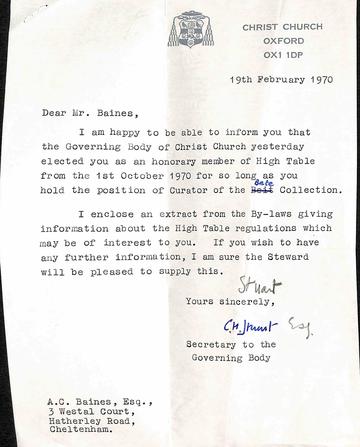 CHRIST CHURCH
OXFORD
OX1 1DP
19th February 1970
Dear Mr. Baines,
I am happy to be able to inform you that
the Governing Body of Christ Church yesterday
elected you as an honorary member of High Table
from the 1st October 1970 for so long as you
Bate
hold the position of Curator of the Beit Collection.
I enclose an extract from the By-laws giving
information about the High Table regulations which
may be of interest to you. If you wish to have
any further information, I am sure the Steward
will be pleased to supply this.
Stuart
Yours sincerely,
C.H. Stuart Esq.
Secretary to the
Governing Body
A.C. Baines, Esq.,
3 Westal Court,
Hatherley Road,
Cheltenham.